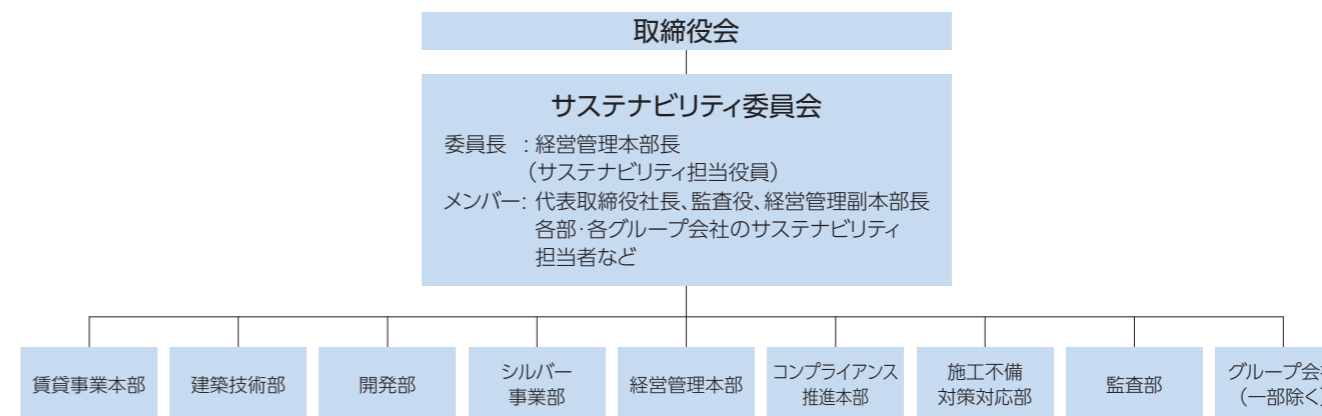 取締役会
サステナビリティ委員会
委員長 : 経営管理本部長
(サステナビリティ担当役員)
メンバー: 代表取締役社長、監査役、経営管理副本部長
各部・各グループ会社のサステナビリティ
担当者など
賃貸事業本部
建築技術部
開発部
シルバー
事業部
経営管理本部
コンプライアンス
推進本部
施工不備
対策対応部
監査部
グループ会
(一部除く)